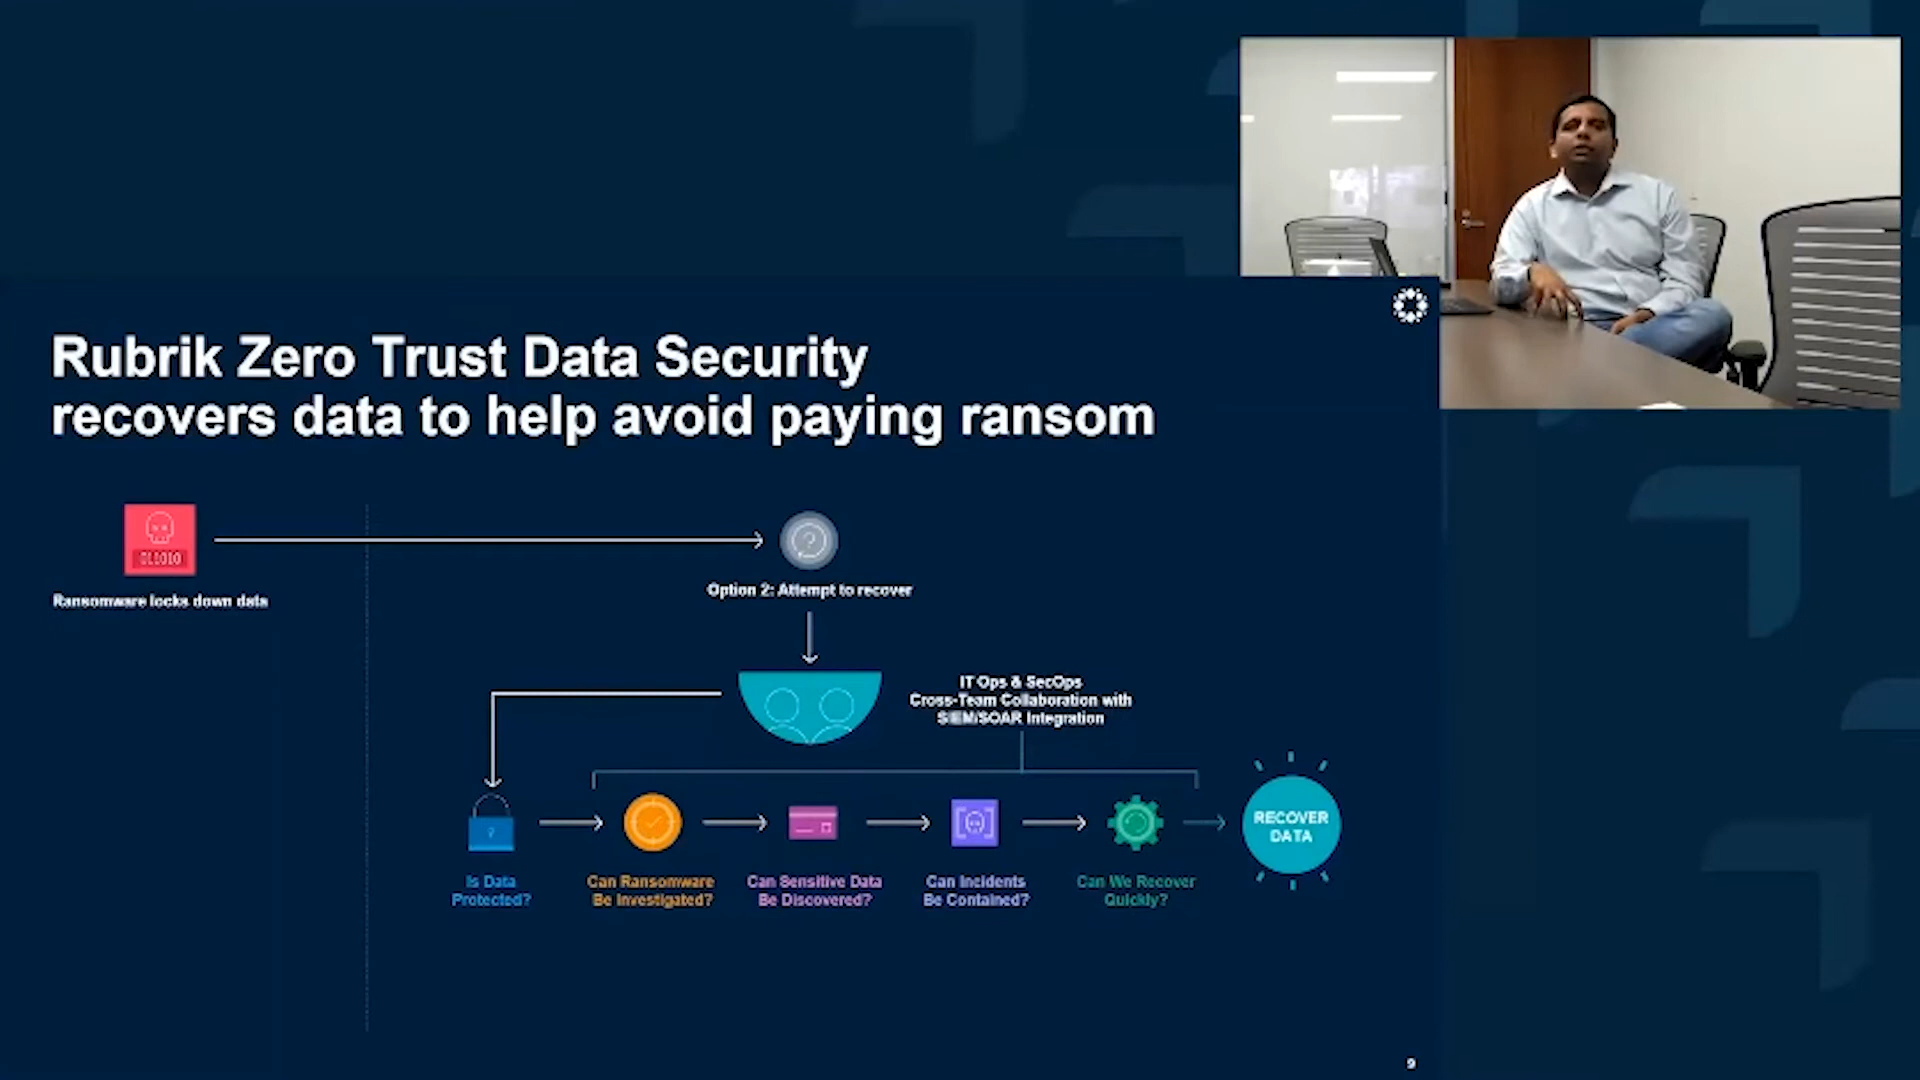 Rubrik Zero Trust Data Security
recovers data to help avoid paying ransom
011010
Ransomware locks down data
?
Option 2: Attempt to recover
IT Ops & SecOps
Cross-Team Collaboration with
SIEM/SOAR Integration
?
Is Data
Protected?
Can Ransomware
Be Investigated?
Can Sensitive Data
Be Discovered?
Can Incidents
Be Contained?
Can We Recover
Quickly?
RECOVER
DATA
9